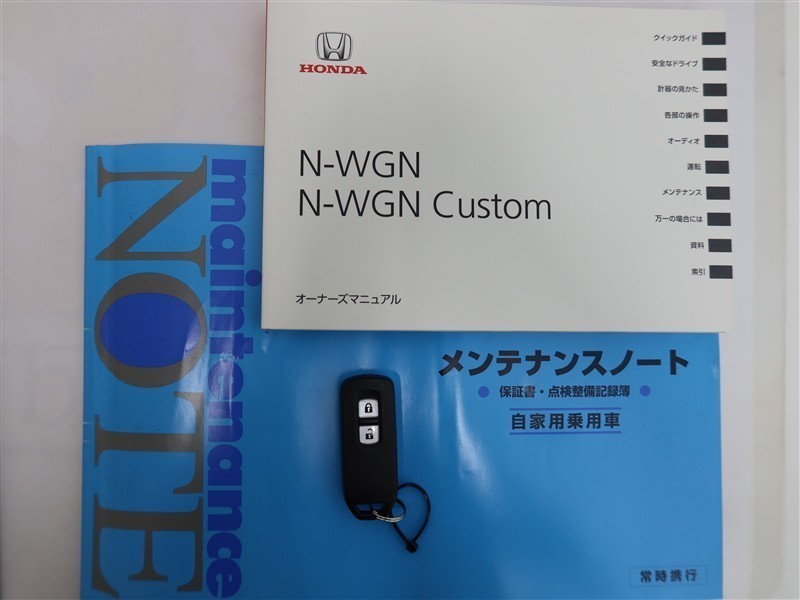 HONDA
N-WGN
N-WGN Custom
オーナーズマニュアル
クイックガイド
安全なドライブ
計器の見かた
各部の操作
オーディオ
運転
メンテナンス
万一の場合には
資料
索引
maintenance
NOTE
メンテナンスノート
● 保証書・点検整備記録簿 ●
自家用乗用車
常時携行